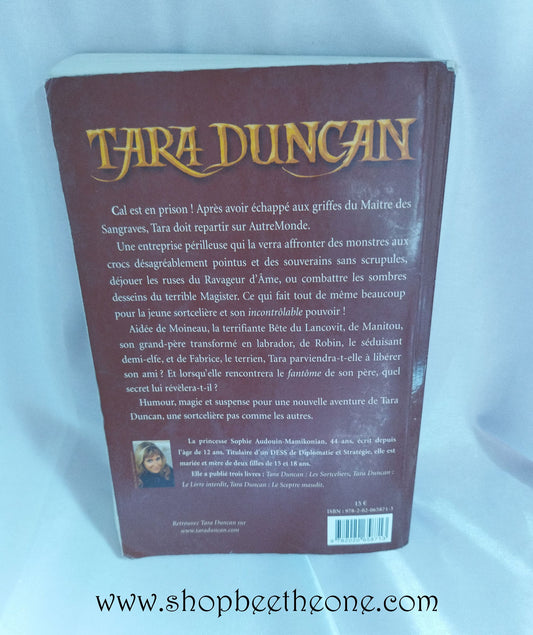 TARA DUNCAN
Cal est en prison ! Après avoir échappé aux griffes du Maître des
Sangraves, Tara doit repartir sur AutreMonde.
Une entreprise périlleuse qui la verra affronter des monstres aux
crocs désagréablement pointus et des souverains sans scrupules,
déjouer les ruses du Ravageur d'Âme, ou combattre les sombres
desseins du terrible Magister. Ce qui fait tout de même beaucoup
pour la jeune sortcelière et son incontrôlable pouvoir !
Aidée de Moineau, la terrifiante Bête du Lancovit, de Manitou,
son grand-père transformé en labrador, de Robin, le séduisant
demi-elfe, et de Fabrice, le terrien, Tara parviendra-t-elle à libérer
son ami ? Et lorsqu'elle rencontrera le fantôme de son père, quel
secret lui révèlera-t-il ?
Humour, magie et suspense pour une nouvelle aventure de Tara
Duncan, une sortcelière pas comme les autres.
La princesse Sophie Audouin-Mamikonian, 44 ans, écrit depuis
l'âge de 12 ans. Titulaire d'un DESS de Diplomatie et Stratégie, elle est
mariée et mère de deux filles de 15 et 18 ans.
Elle a publié trois livres : Tara Duncan : Les Sortceliers, Tara Duncan :
Le Livre interdit, Tara Duncan : Le Sceptre maudit.
15 €
ISBN : 978-2-02-065871-3
9 782020 658713
Retrouvez Tara Duncan sur
www.taraduncan.com
www.shopbeetheone.com